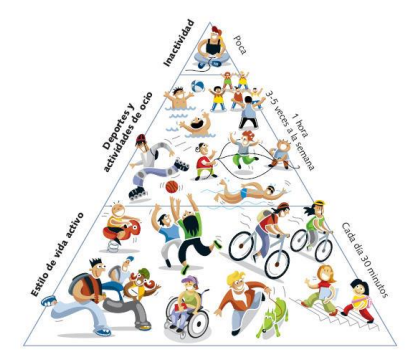 Inactividad
Poca
Deportes y
actividades de ocio
1 hora
3-5 veces a la semana
Estilo de vida activo
Cada día 30 minutos